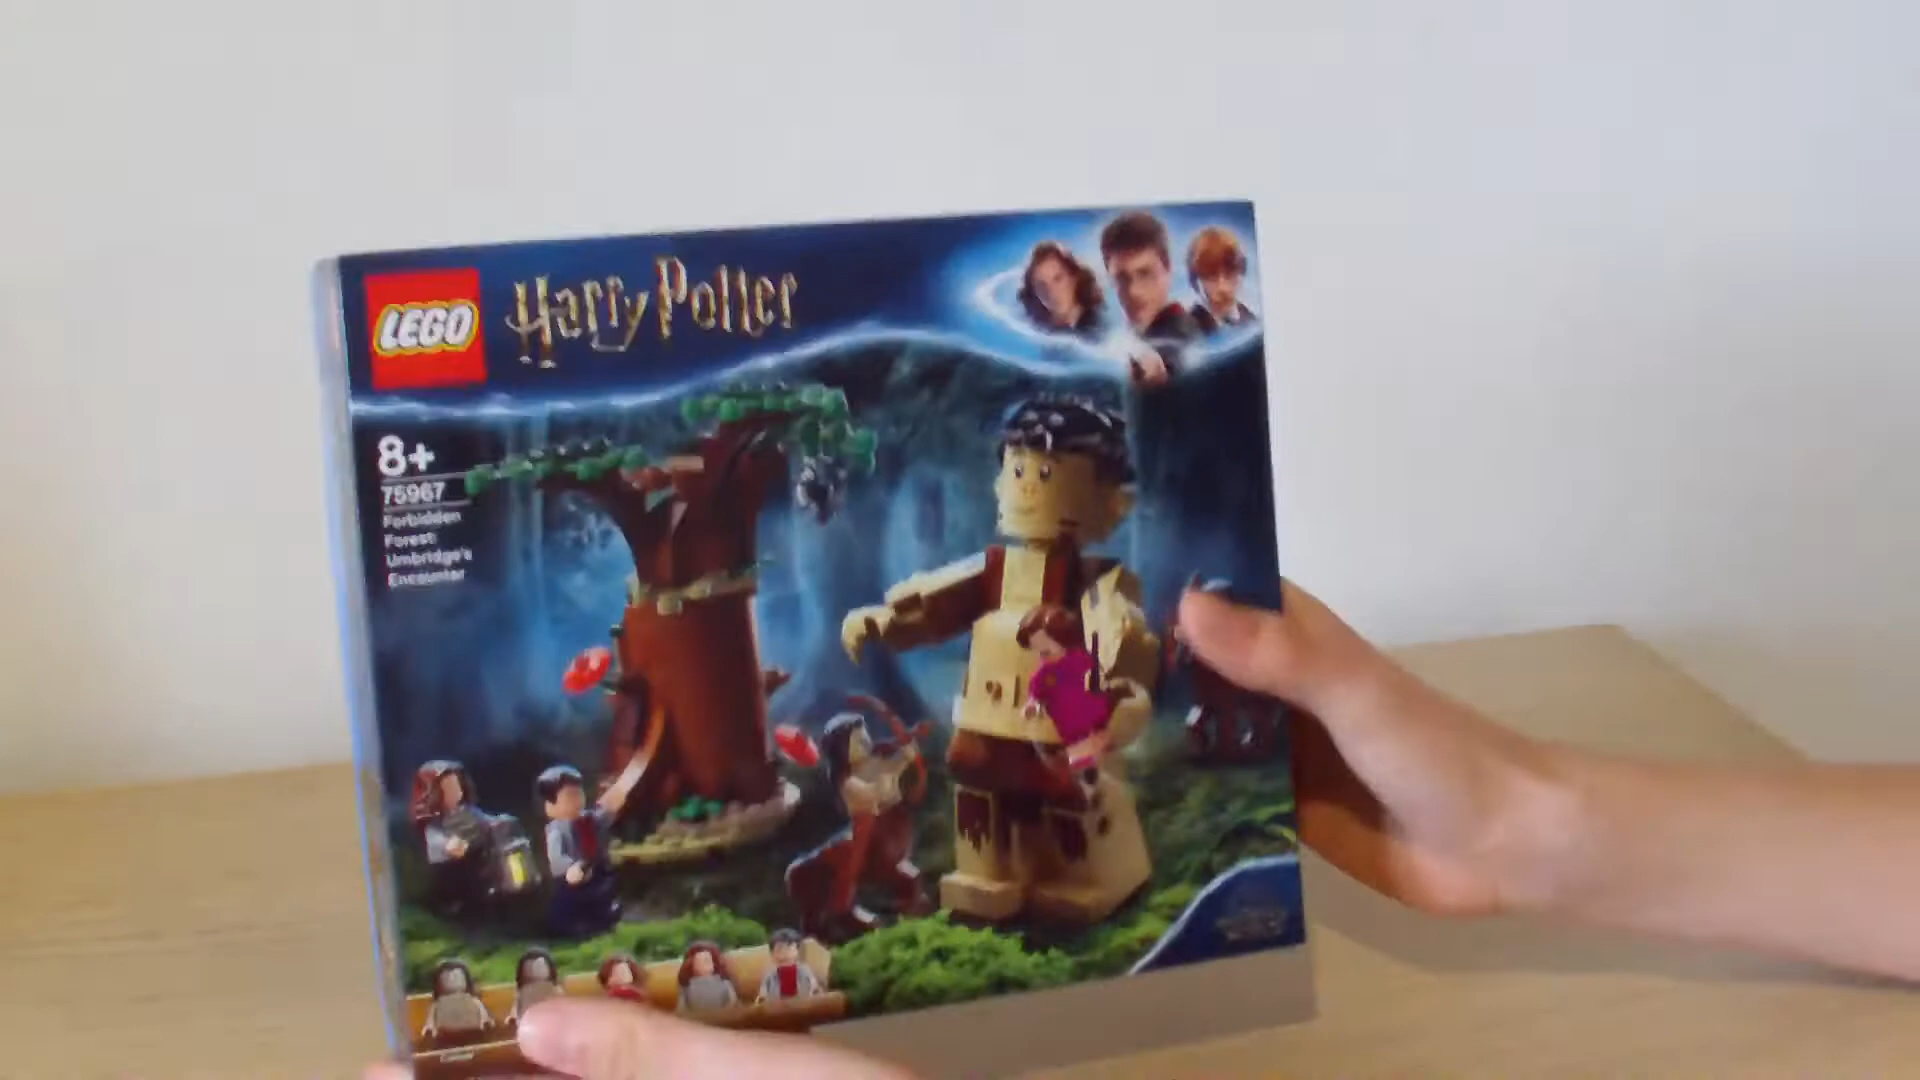 LEGO
Harry Potter
8+
75967
Forbidden
Forest:
Umbridge's
Encounter